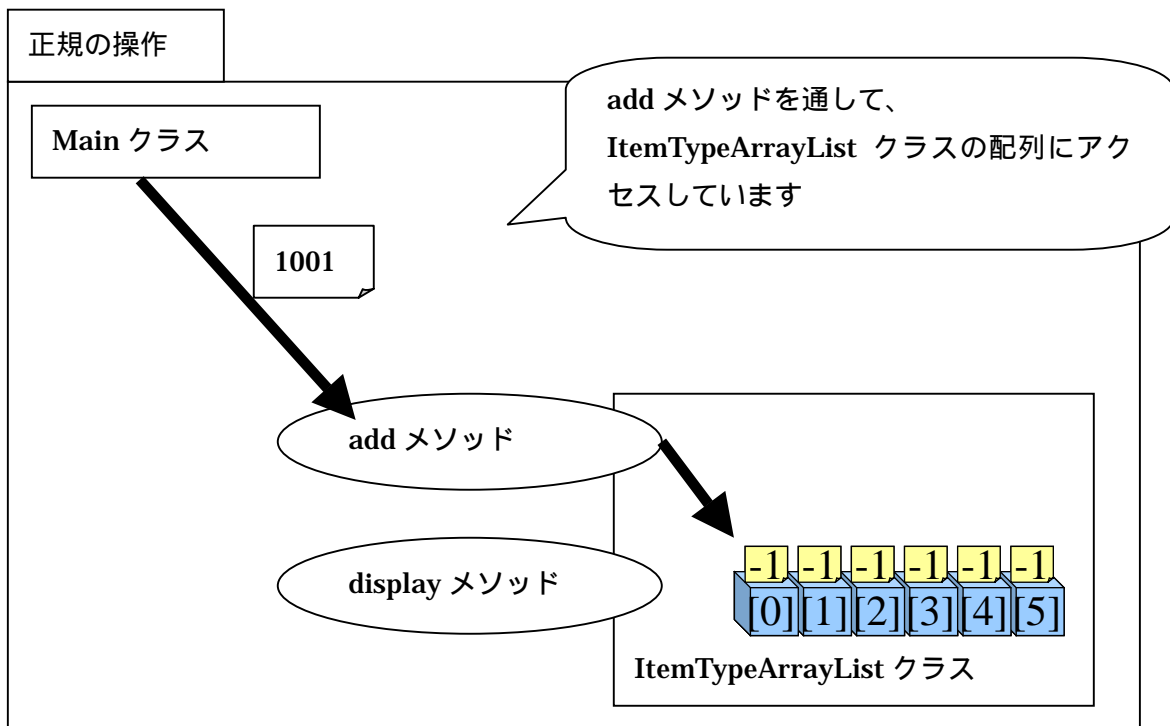 正規の操作
add メソッドを通して、
ItemTypeArrayList クラスの配列にアク
セスしています
Main クラス
1001
add メソッド
display メソッド
-1 -1 -1 -1 -1 -1
[0] [1] [2] [3] [4] [5]
ItemTypeArrayList クラス